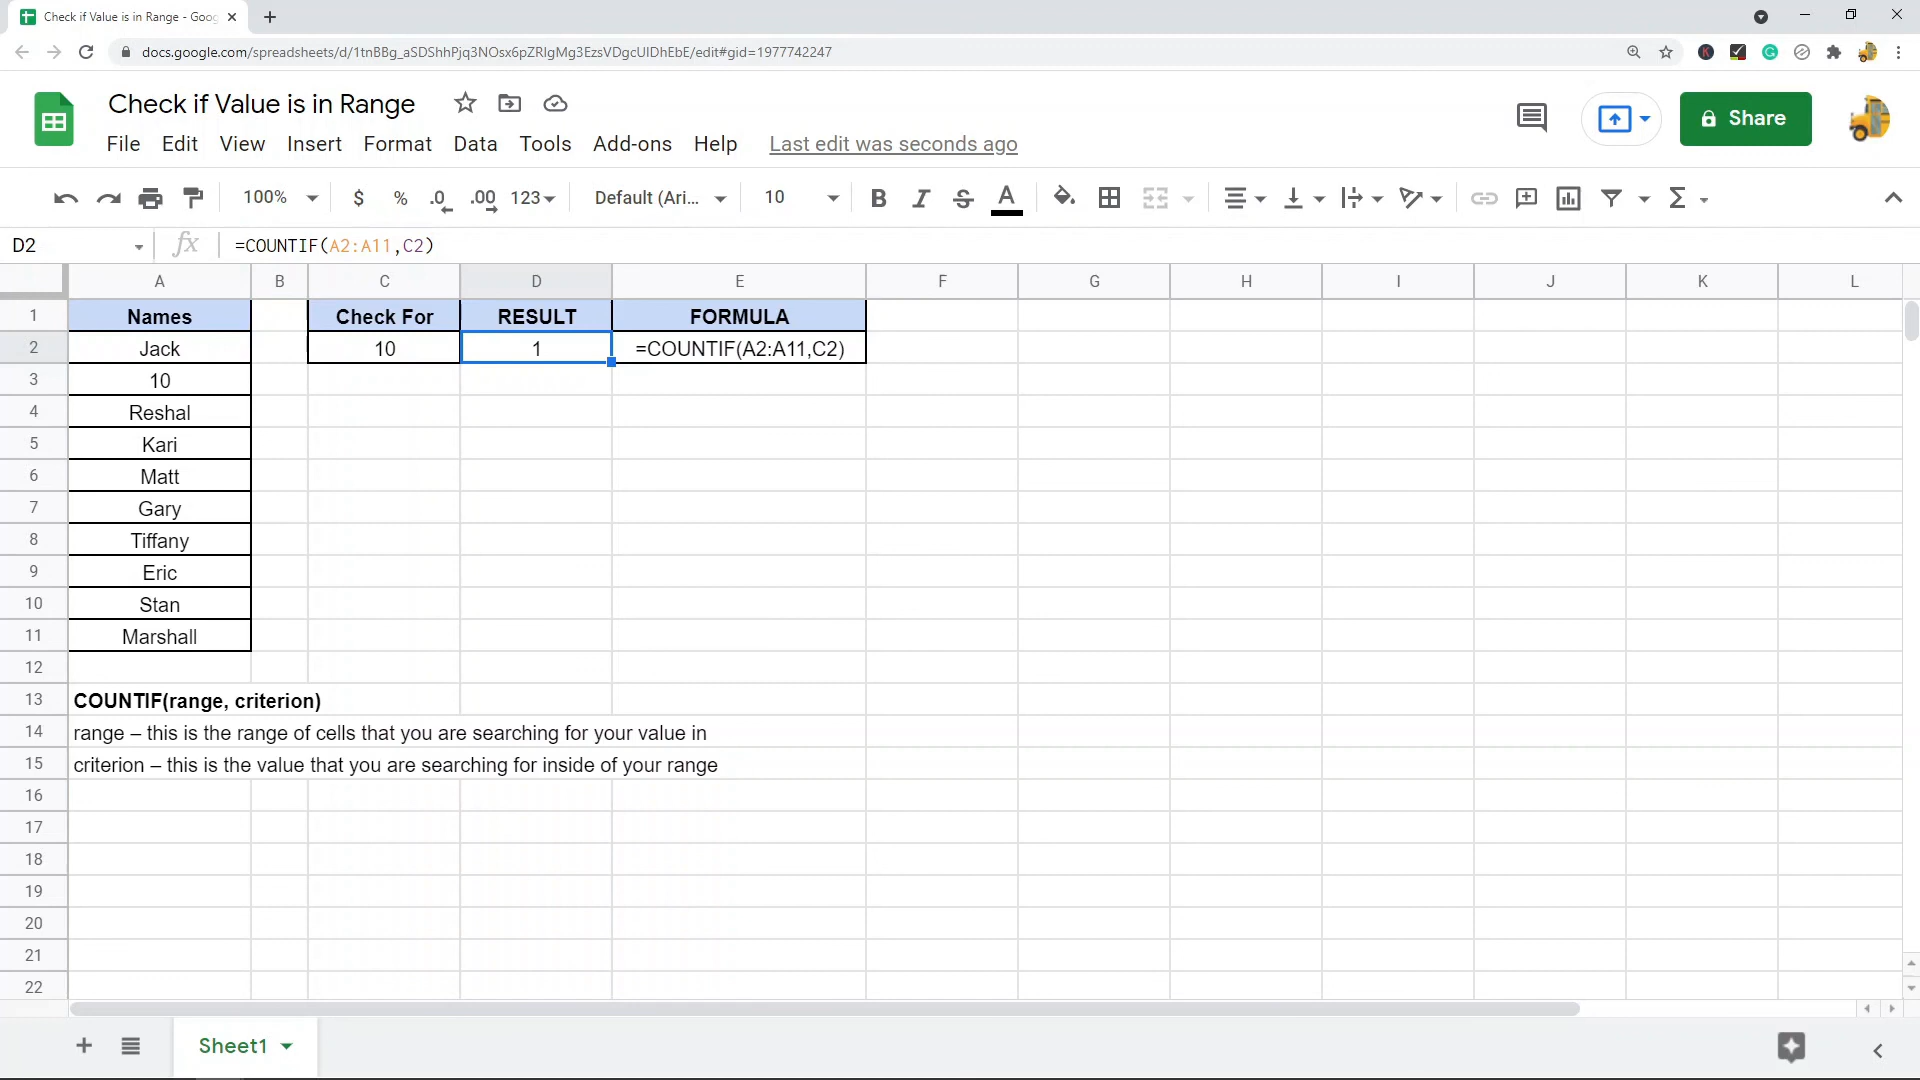 Check if Value is in Range - Goog
docs.google.com/spreadsheets/d/1tnBBg_aSDShhPjq3NOsx6pZRIgMg3EzsVDgcUIDhEbE/edit#gid=1977742247
Check if Value is in Range
Share
File Edit View Insert Format Data Tools Add-ons Help Last edit was seconds ago
100% $ % .0 .00 123 Default (Ari... 10 B I S A Σ
D2 fx =COUNTIF(A2:A11,C2)
A B C D E F G H I J K L
1 Names Check For RESULT FORMULA
2 Jack 10 1 =COUNTIF(A2:A11,C2)
3 10
4 Reshal
5 Kari
6 Matt
7 Gary
8 Tiffany
9 Eric
10 Stan
11 Marshall
12
13 COUNTIF(range, criterion)
14 range – this is the range of cells that you are searching for your value in
15 criterion – this is the value that you are searching for inside of your range
16
17
18
19
20
21
22
Sheet1